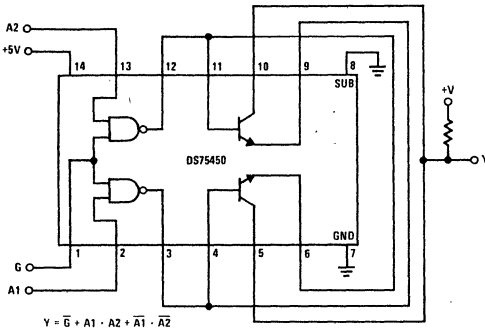 A2
+5V
14 13 12 11 10 9 8
SUB
+V
DS75450
Y
GND
1 2 3 4 5 6 7
G
A1
Y = G̅ + A1 · A2 + A̅1̅ · A̅2̅